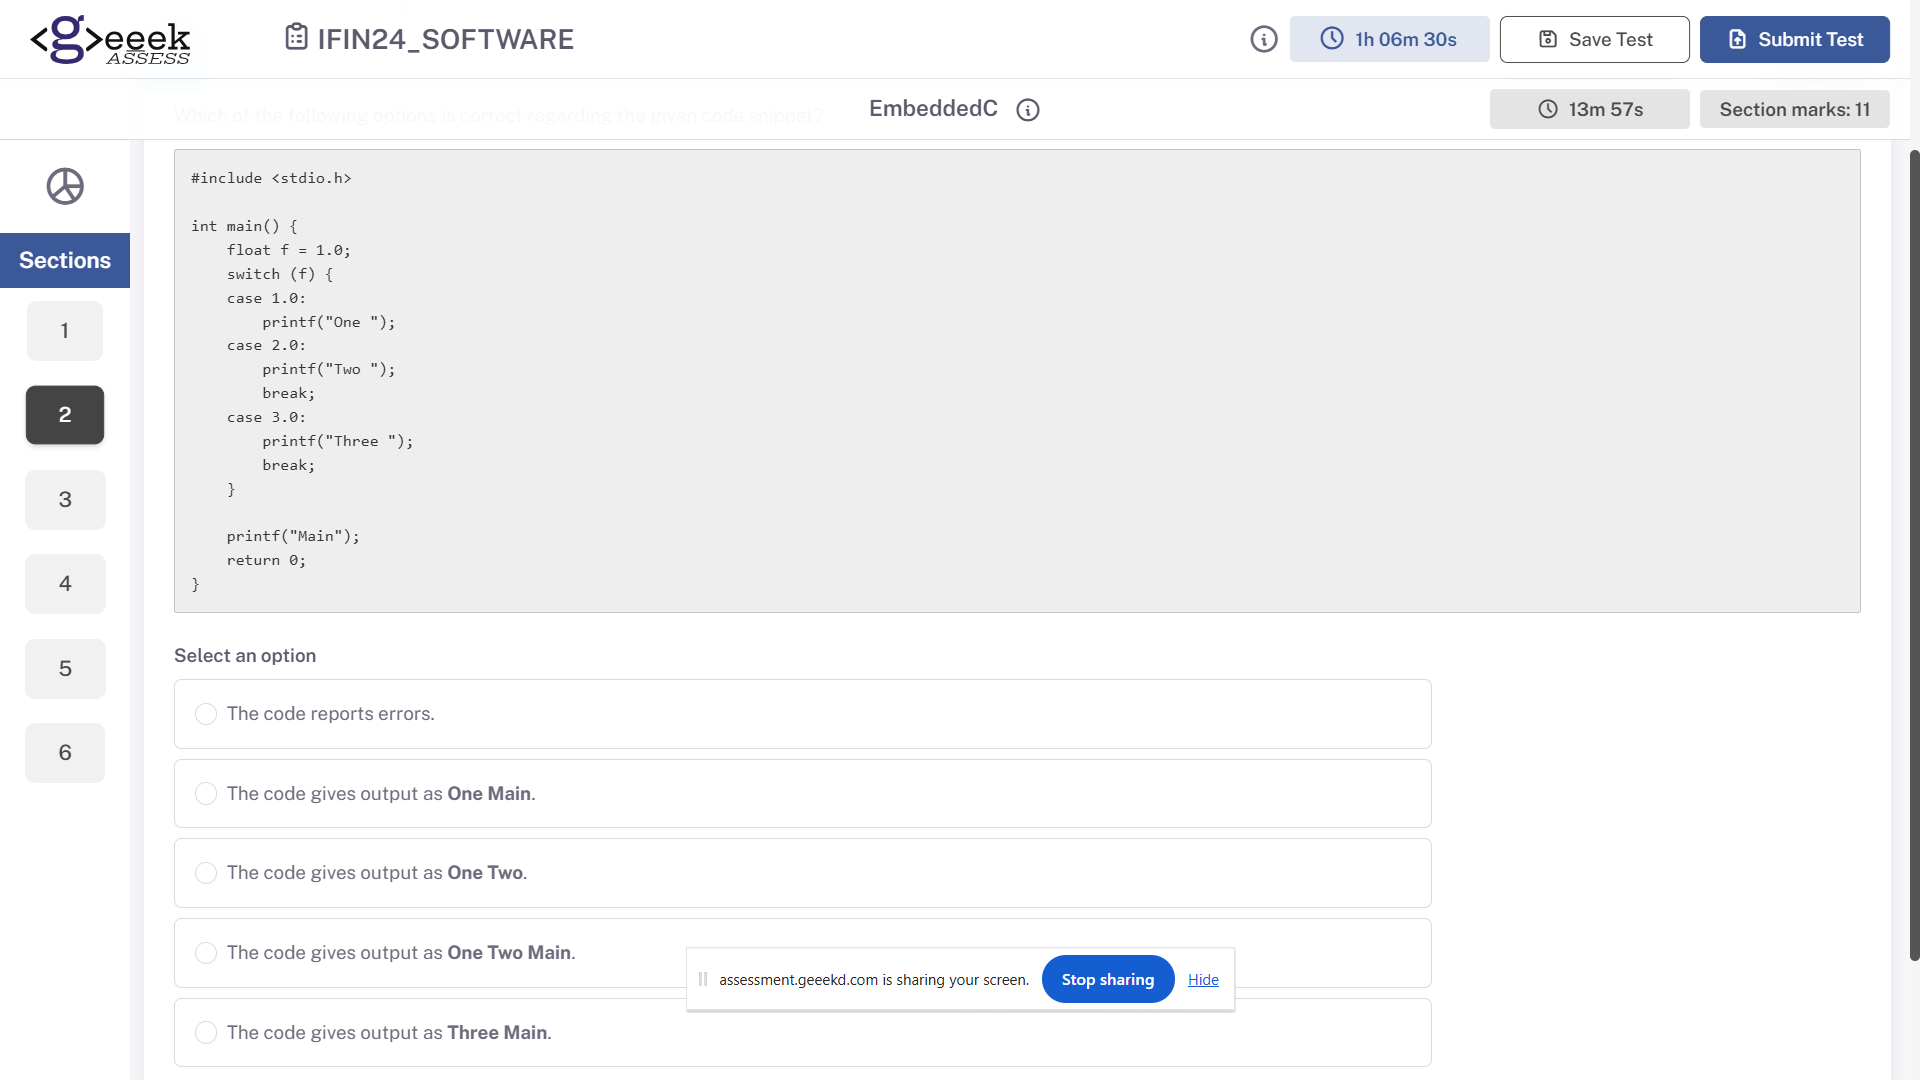 <geeek
ASSESS
IFIN24_SOFTWARE
1h 06m 30s
Save Test
Submit Test
Which of the following options is correct regarding the given code snippet?
EmbeddedC
13m 57s
Section marks: 11
Sections
1
2
3
4
5
6
#include <stdio.h>
int main() {
    float f = 1.0;
    switch (f) {
    case 1.0:
        printf("One ");
    case 2.0:
        printf("Two ");
        break;
    case 3.0:
        printf("Three ");
        break;
    }
    printf("Main");
    return 0;
}
Select an option
The code reports errors.
The code gives output as One Main.
The code gives output as One Two.
The code gives output as One Two Main.
assessment.geeekd.com is sharing your screen.
Stop sharing
Hide
The code gives output as Three Main.